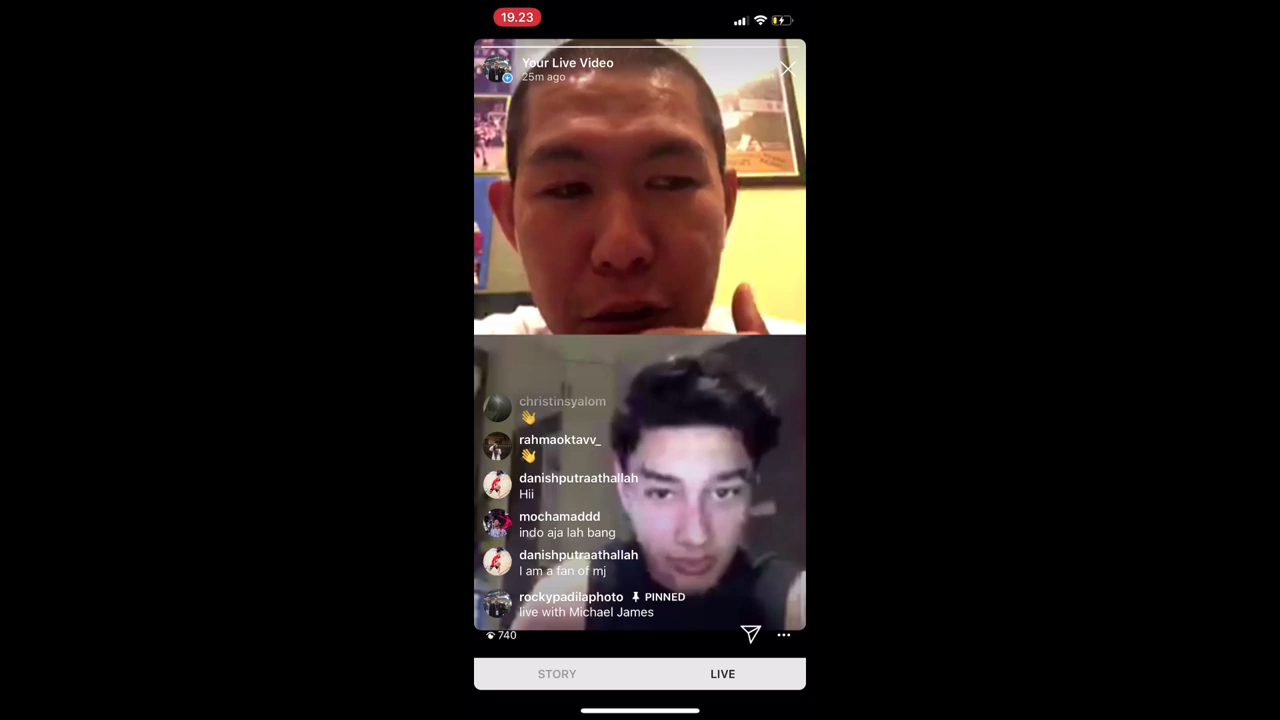 19.23
Your Live Video
25m ago
christinsyalom
👋
rahmaoktavv_
👋
danishputraathallah
Hii
mochamaddd
indo aja lah bang
danishputraathallah
I am a fan of mj
rockypadilaphoto PINNED
live with Michael James
740
STORY LIVE